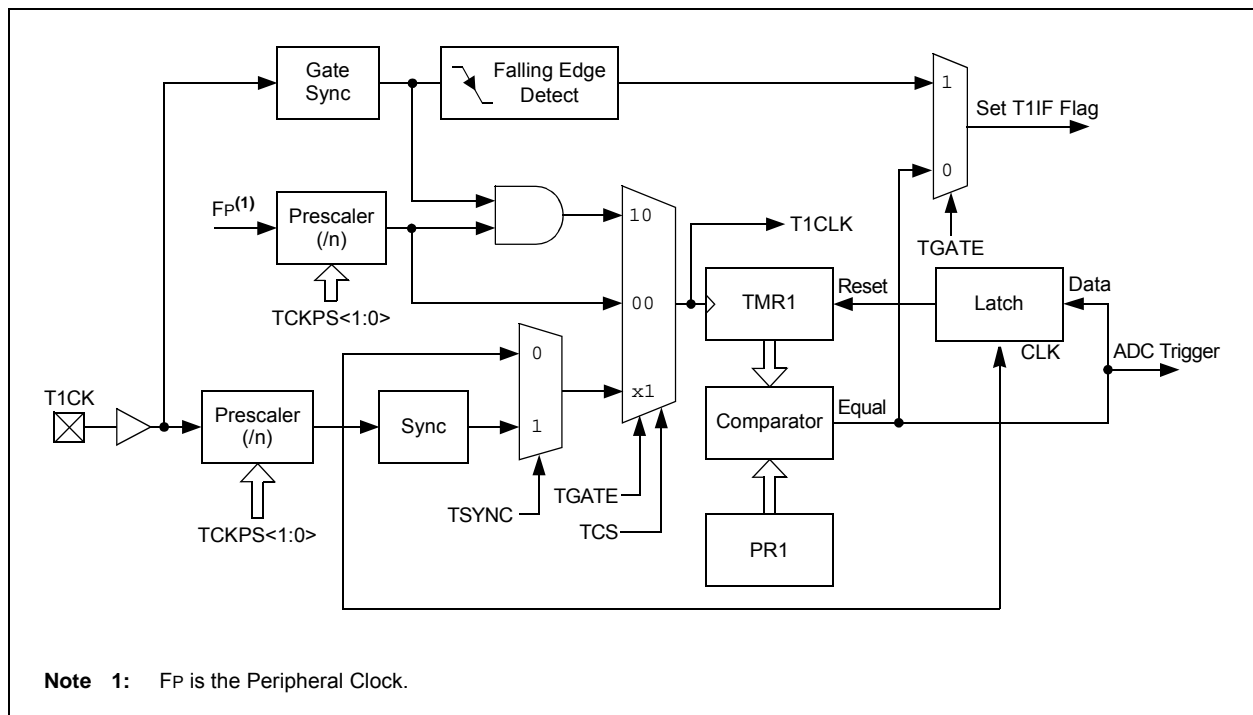 Gate
Sync
Falling Edge
Detect
1
Set T1IF Flag
0
TGATE
FP(1)
Prescaler
(/n)
TCKPS<1:0>
10
00
x1
T1CLK
TMR1
Reset
Latch
Data
CLK
ADC Trigger
T1CK
Prescaler
(/n)
TCKPS<1:0>
Sync
0
1
TSYNC
TGATE
TCS
Comparator
Equal
PR1
Note 1: FP is the Peripheral Clock.